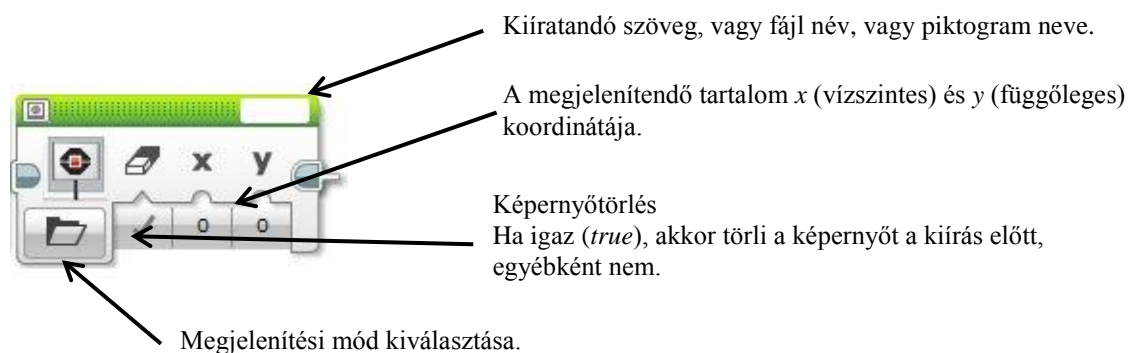 Kiíratandó szöveg, vagy fájl név, vagy piktogram neve.
A megjelenítendő tartalom x (vízszintes) és y (függőleges)
koordinátája.
x y
0 0
Képernyőtörlés
Ha igaz (true), akkor törli a képernyőt a kiírás előtt,
egyébként nem.
Megjelenítési mód kiválasztása.